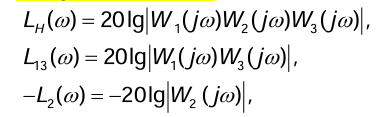 L_H(ω) = 20lg|W_1(jω)W_2(jω)W_3(jω)|,
L_13(ω) = 20lg|W_1(jω)W_3(jω)|,
−L_2(ω) = −20lg|W_2 (jω)|,